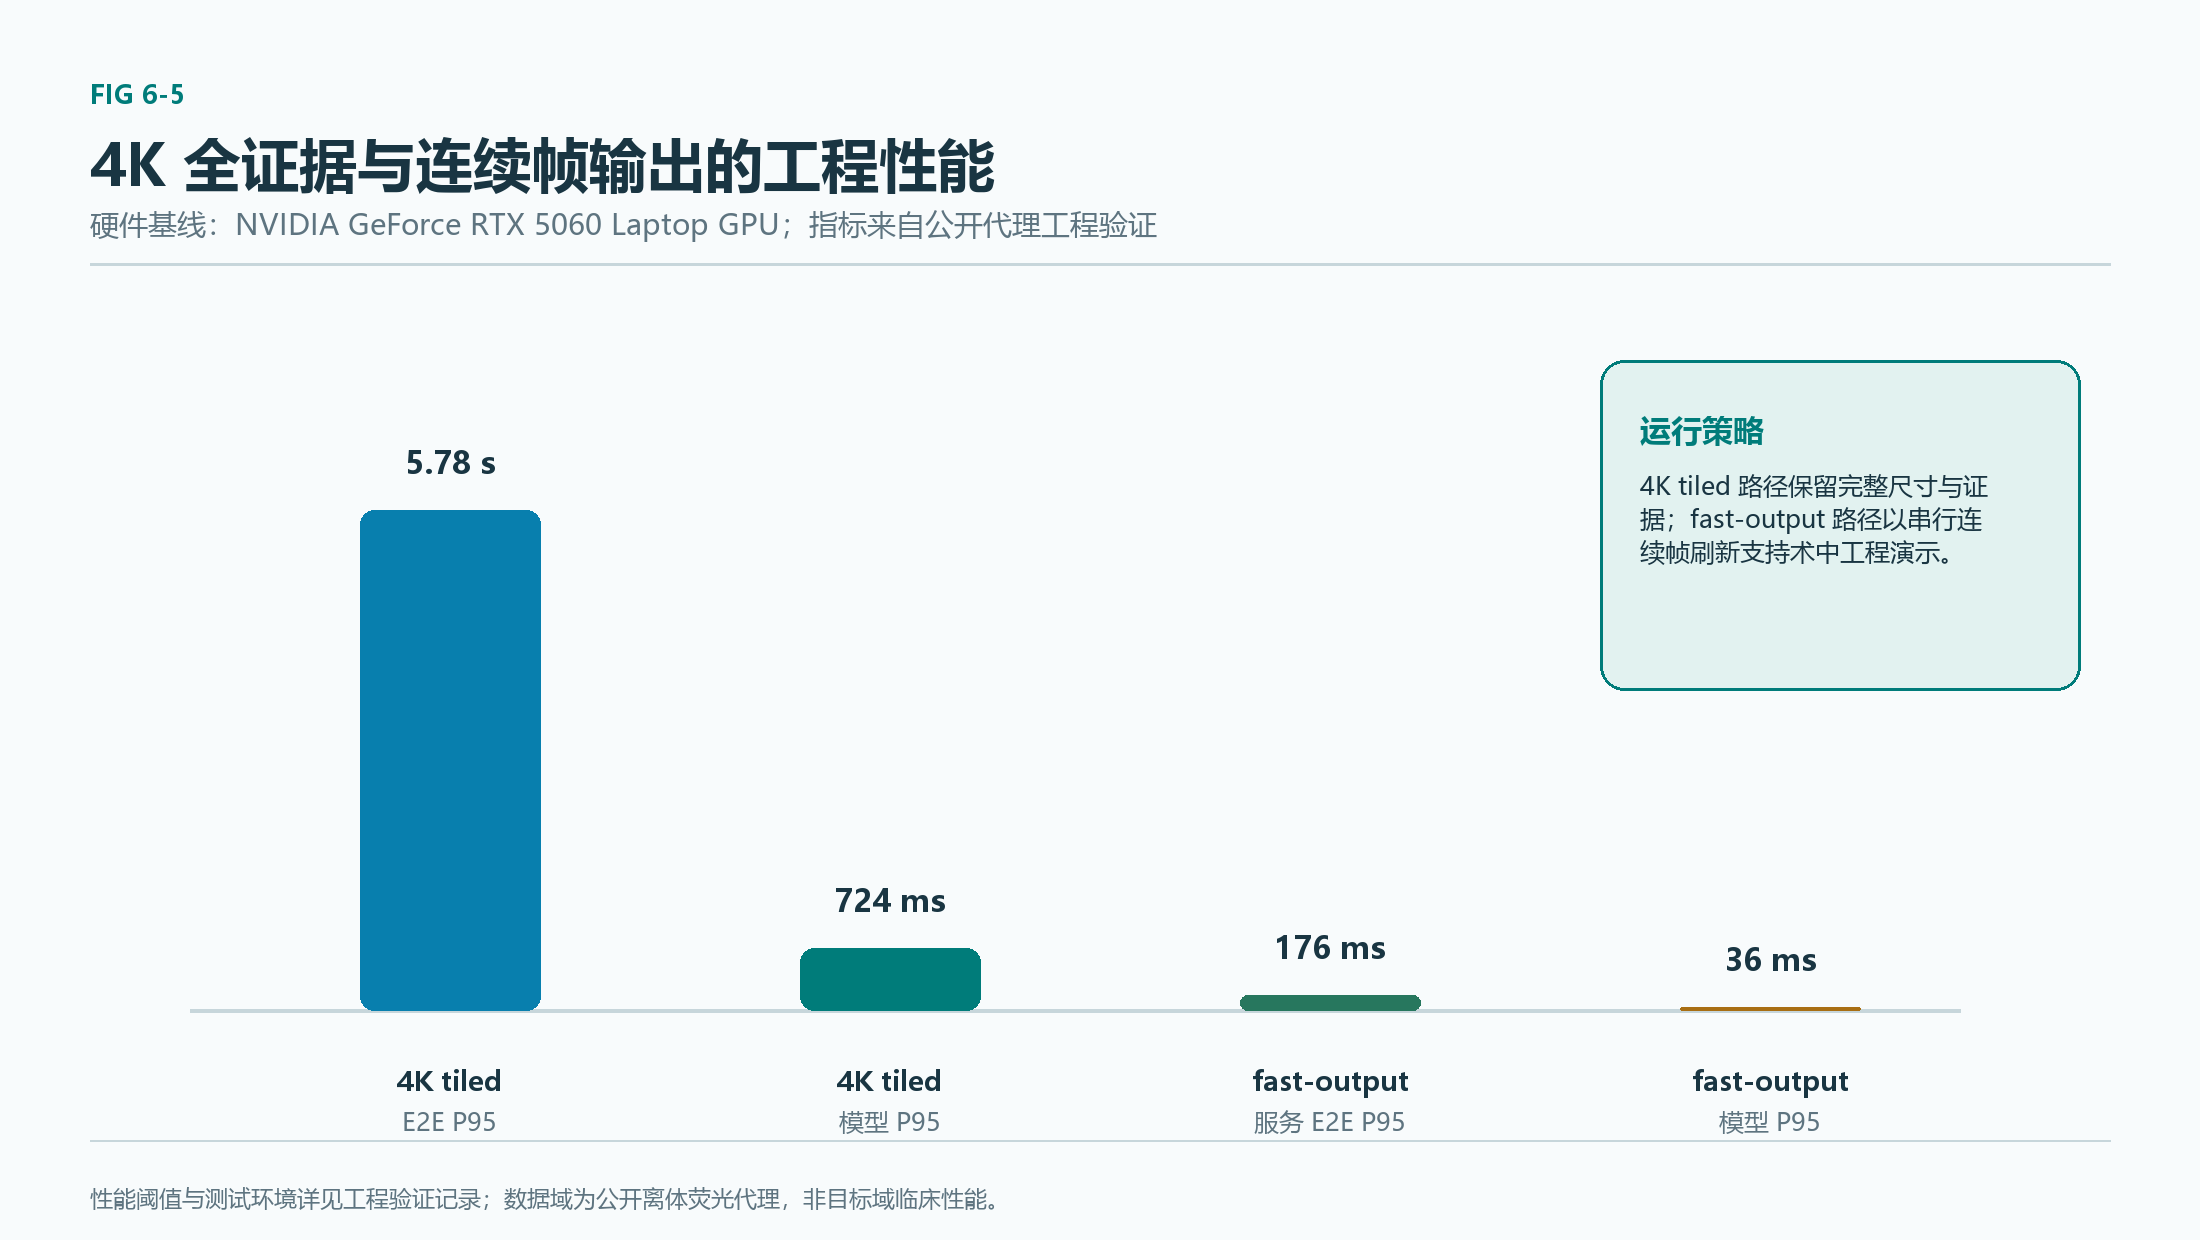 FIG 6-5
4K 全证据与连续帧输出的工程性能
硬件基线：NVIDIA GeForce RTX 5060 Laptop GPU；指标来自公开代理工程验证
运行策略
4K tiled 路径保留完整尺寸与证
据；fast-output 路径以串行连
续帧刷新支持术中工程演示。
5.78 s
724 ms
176 ms
36 ms
4K tiled
E2E P95
4K tiled
模型 P95
fast-output
服务 E2E P95
fast-output
模型 P95
性能阈值与测试环境详见工程验证记录；数据域为公开离体荧光代理，非目标域临床性能。